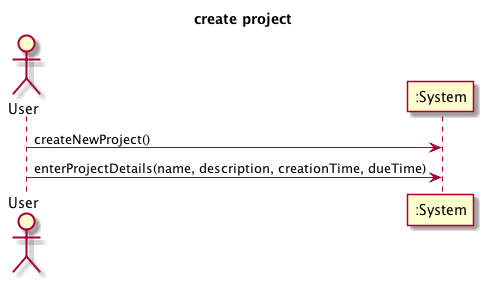 create project
User
:System
createNewProject()
enterProjectDetails(name, description, creationTime, dueTime)
User
:System